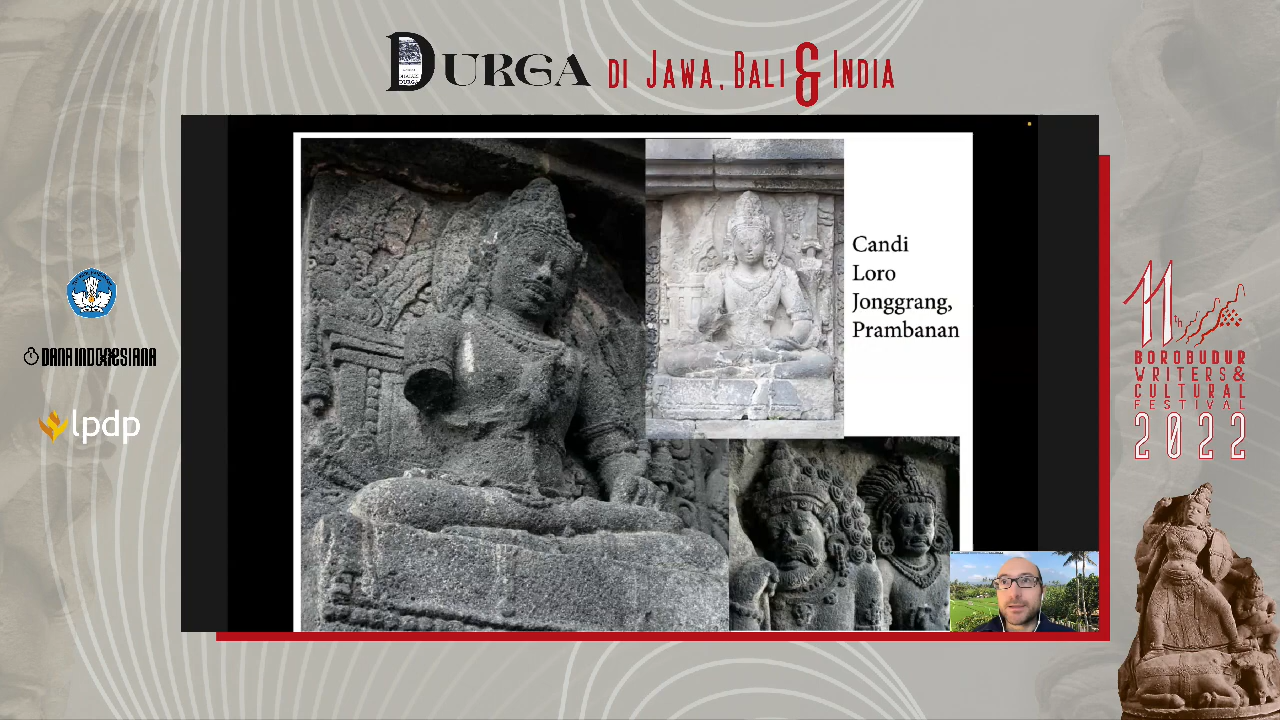 DURGA DI JAWA, BALI & INDIA
Candi
Loro
Jonggrang,
Prambanan
DANA INDONESIANA
lpdp
11th
BOROBUDUR
WRITERS &
CULTURAL
FESTIVAL
2022